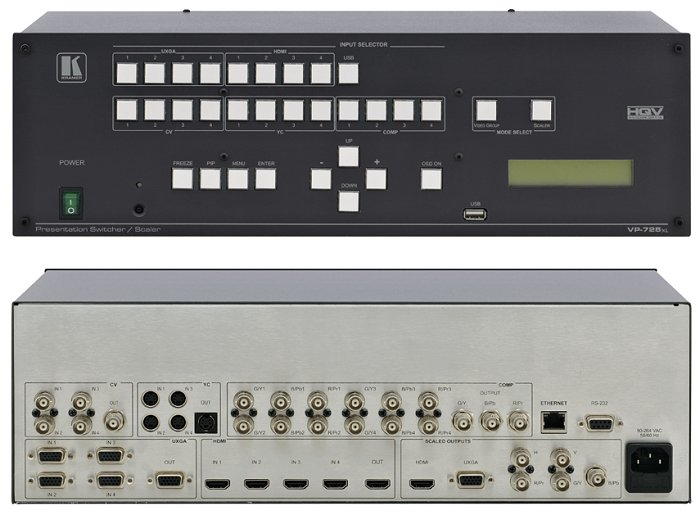 INPUT SELECTOR
UXGA HDMI
1 2 3 4 1 2 3 4 USB
K
KRAMER
HQV
1 2 3 4 1 2 3 4 1 2 3 4
CV YC COMP
VIDEO GROUP SCALER
MODE SELECT
UP
POWER
FREEZE PIP MENU ENTER - + OSD ON
DOWN
USB
I
O
Presentation Switcher / Scaler
VP-728XL
IN 1 IN 3 CV IN 1 IN 3 YC G/Y1 B/Pb1 R/Pr1 G/Y3 B/Pb3 R/Pr3 COMP
OUTPUT
OUT OUT G/Y B/Pb R/Pr ETHERNET RS-232
IN 2 IN 4 IN 2 IN 4 G/Y2 B/Pb2 R/Pr2 G/Y4 B/Pb4 R/Pr4
90-264 VAC
50/60 Hz
IN 1 IN 3 UXGA HDMI SCALED OUTPUTS
OUT IN 1 IN 2 IN 3 IN 4 OUT HDMI UXGA H V
R/Pr G/Y B/Pb
IN 2 IN 4